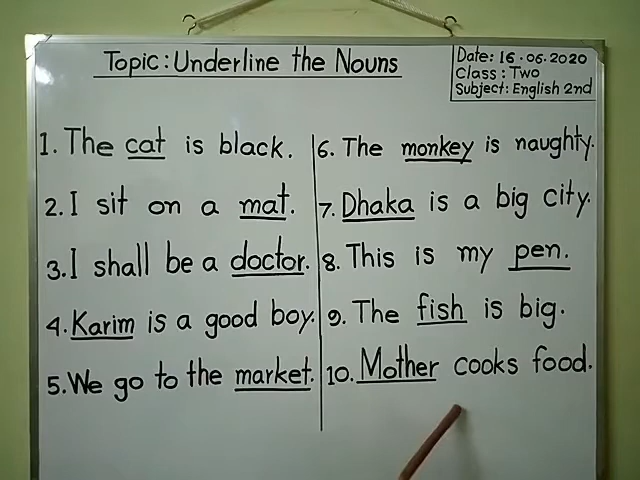 Topic: Underline the Nouns
Date: 16.06.2020
Class: Two
Subject: English 2nd
1. The cat is black.
2. I sit on a mat.
3. I shall be a doctor.
4. Karim is a good boy.
5. We go to the market.
6. The monkey is naughty.
7. Dhaka is a big city.
8. This is my pen.
9. The fish is big.
10. Mother cooks food.